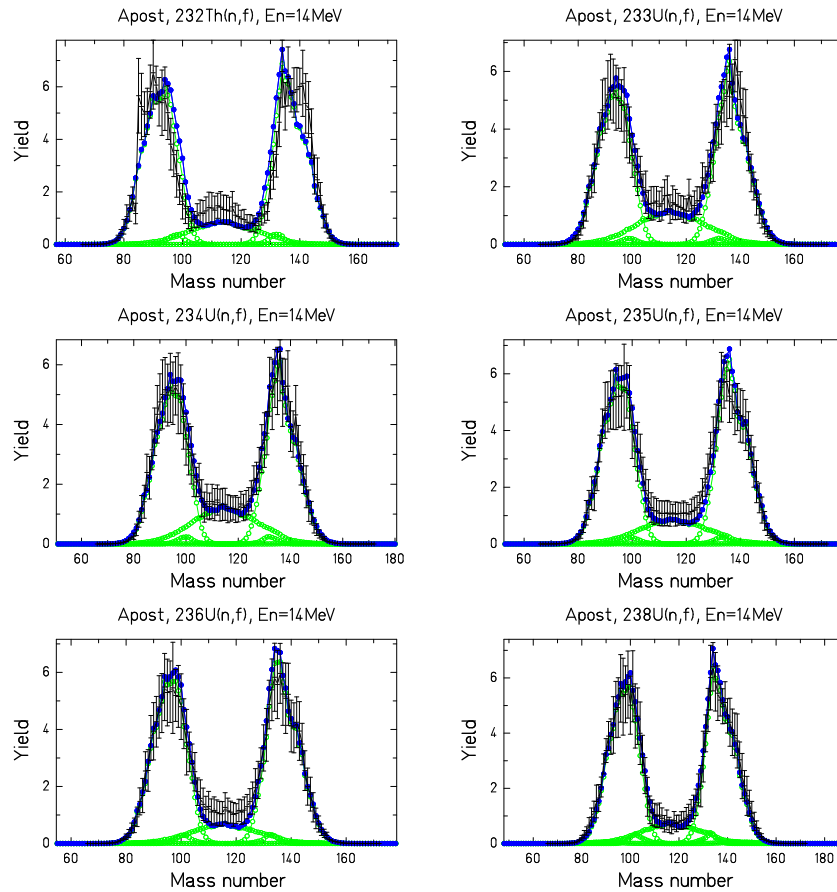 Apost, 232Th(n,f), En=14MeV
Yield
6
4
2
0
60 80 100 120 140 160
Mass number
Apost, 233U(n,f), En=14MeV
Yield
6
4
2
0
60 80 100 120 140 160
Mass number
Apost, 234U(n,f), En=14MeV
Yield
6
4
2
0
60 80 100 120 140 160 180
Mass number
Apost, 235U(n,f), En=14MeV
Yield
6
4
2
0
60 80 100 120 140 160
Mass number
Apost, 236U(n,f), En=14MeV
Yield
6
4
2
0
60 80 100 120 140 160
Mass number
Apost, 238U(n,f), En=14MeV
Yield
6
4
2
0
60 80 100 120 140 160 180
Mass number